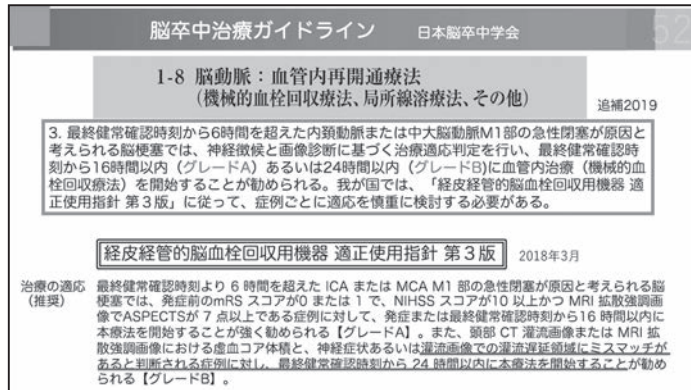 脳卒中治療ガイドライン 日本脳卒中学会 52
1-8 脳動脈：血管内再開通療法
（機械的血栓回収療法、局所線溶療法、その他）
追補2019
3. 最終健常確認時刻から6時間を超えた内頚動脈または中大脳動脈M1部の急性閉塞が原因と
考えられる脳梗塞では、神経徴候と画像診断に基づく治療適応判定を行い、最終健常確認時
刻から16時間以内（グレードA）あるいは24時間以内（グレードB)に血管内治療（機械的血
栓回収療法）を開始することが勧められる。我が国では、「経皮経管的脳血栓回収用機器 適
正使用指針 第３版」に従って、症例ごとに適応を慎重に検討する必要がある。
経皮経管的脳血栓回収用機器 適正使用指針 第３版 2018年3月
治療の適応
（推奨）
最終健常確認時刻より 6 時間を超えた ICA または MCA M1 部の急性閉塞が原因と考えられる脳
梗塞では、発症前のmRS スコアが0 または 1 で、NIHSS スコアが10 以上かつ MRI 拡散強調画
像でASPECTSが 7 点以上である症例に対して、発症または最終健常確認時刻から16 時間以内に
本療法を開始することが強く勧められる【グレードA】。また、頭部 CT 灌流画像または MRI 拡
散強調画像における虚血コア体積と、神経症状あるいは灌流画像での灌流遅延領域にミスマッチが
あると判断される症例に対し、最終健常確認時刻から 24 時間以内に本療法を開始することが勧め
られる【グレードB】。